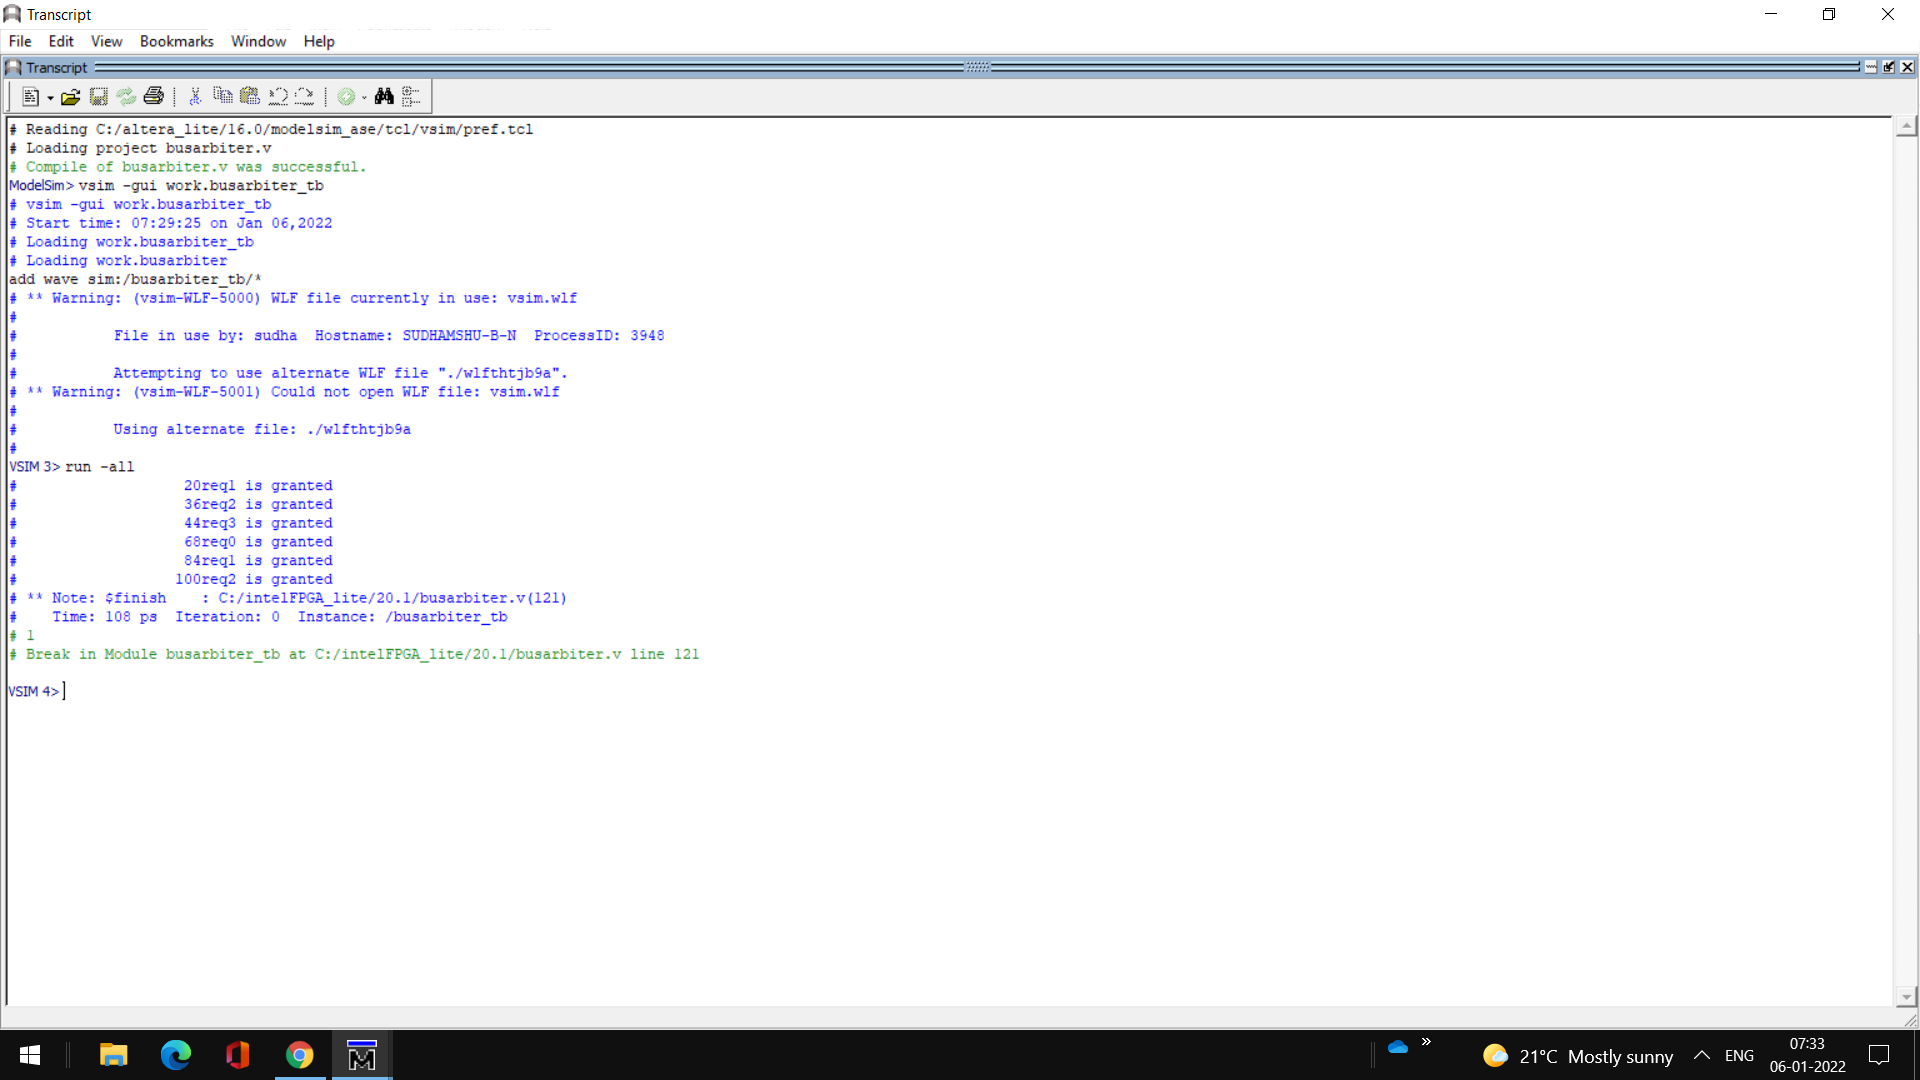 Transcript
File Edit View Bookmarks Window Help
Transcript
# Reading C:/altera_lite/16.0/modelsim_ase/tcl/vsim/pref.tcl
# Loading project busarbiter.v
# Compile of busarbiter.v was successful.
ModelSim> vsim -gui work.busarbiter_tb
# vsim -gui work.busarbiter_tb
# Start time: 07:29:25 on Jan 06,2022
# Loading work.busarbiter_tb
# Loading work.busarbiter
add wave sim:/busarbiter_tb/*
# ** Warning: (vsim-WLF-5000) WLF file currently in use: vsim.wlf
#
#           File in use by: sudha  Hostname: SUDHAMSHU-B-N  ProcessID: 3948
#
#           Attempting to use alternate WLF file "./wlfthtjb9a".
# ** Warning: (vsim-WLF-5001) Could not open WLF file: vsim.wlf
#
#           Using alternate file: ./wlfthtjb9a
#
VSIM 3> run -all
#                   20req1 is granted
#                   36req2 is granted
#                   44req3 is granted
#                   68req0 is granted
#                   84req1 is granted
#                  100req2 is granted
# ** Note: $finish    : C:/intelFPGA_lite/20.1/busarbiter.v(121)
#    Time: 108 ps  Iteration: 0  Instance: /busarbiter_tb
# 1
# Break in Module busarbiter_tb at C:/intelFPGA_lite/20.1/busarbiter.v line 121
VSIM 4>
21°C Mostly sunny
ENG
07:33
06-01-2022